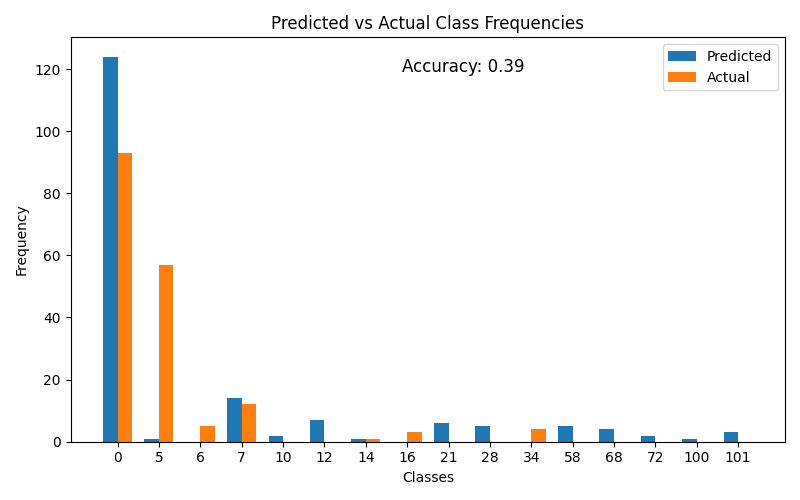 Predicted vs Actual Class Frequencies
Accuracy: 0.39
Predicted
Actual
Frequency
120
100
80
60
40
20
0
0 5 6 7 10 12 14 16 21 28 34 58 68 72 100 101
Classes